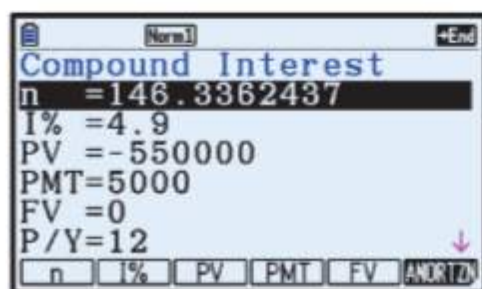 Norm1 →End
Compound Interest
n =146.3362437
I% =4.9
PV =-550000
PMT=5000
FV =0
P/Y=12 ↓
n I% PV PMT FV AMORTZN